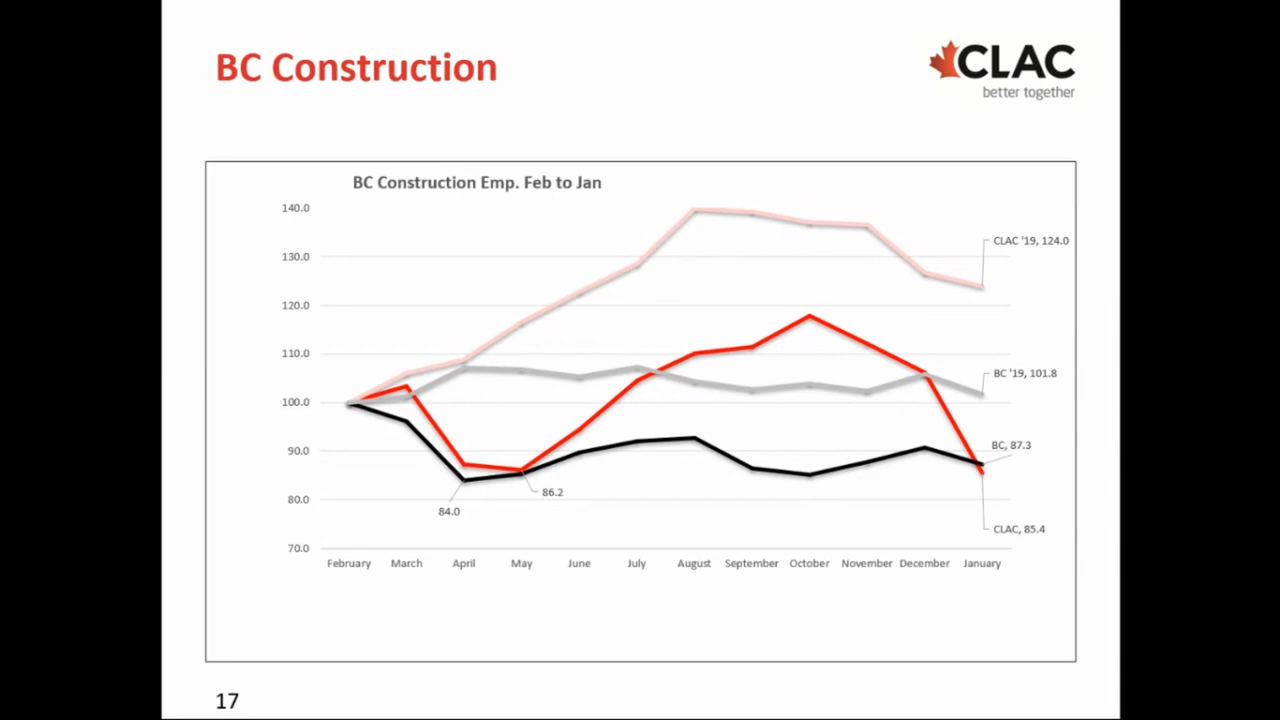 BC Construction
CLAC
better together
BC Construction Emp. Feb to Jan
140.0
130.0
120.0
110.0
100.0
90.0
80.0
70.0
CLAC '19, 124.0
BC '19, 101.8
BC, 87.3
CLAC, 85.4
86.2
84.0
February March April May June July August September October November December January
17